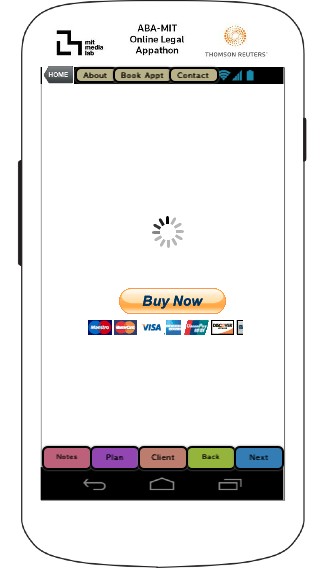 mit
media
lab
ABA-MIT
Online Legal
Appathon
THOMSON REUTERS
HOME
About
Book Appt
Contact
Buy Now
Maestro
MasterCard
VISA
UnionPay
DISCOVER
Notes
Plan
Client
Back
Next